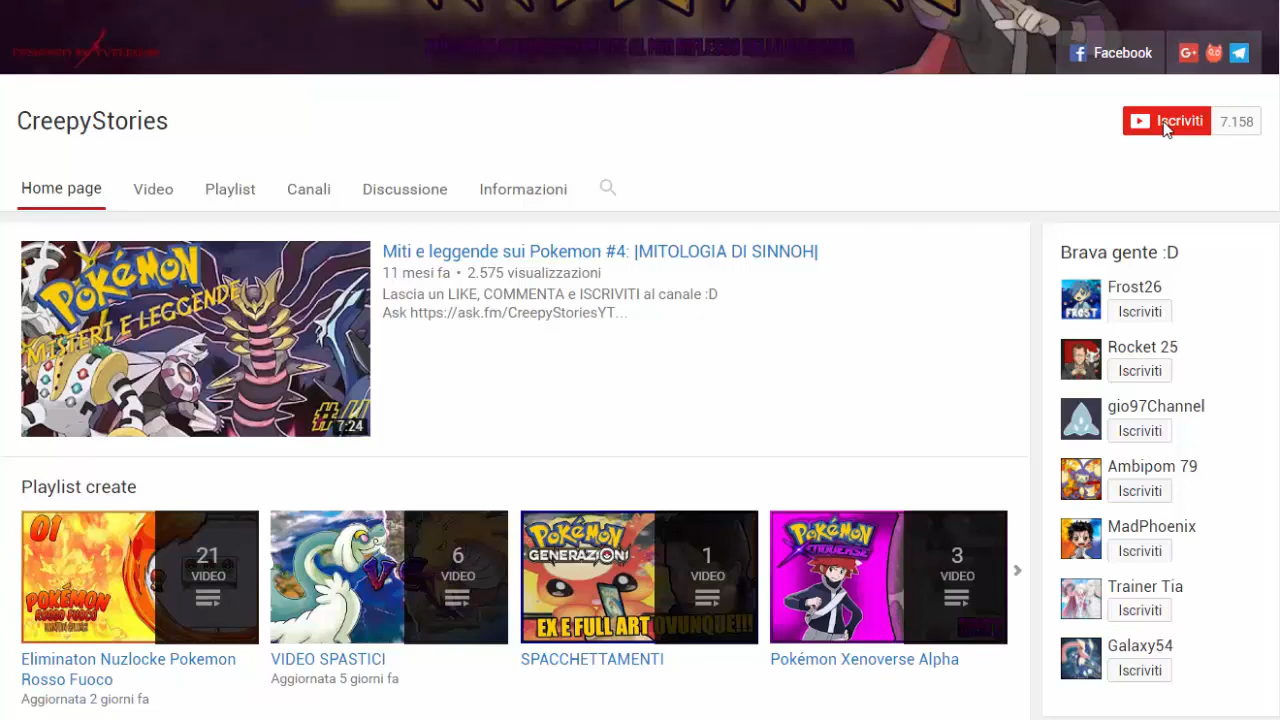 Facebook
CreepyStories
Iscriviti 7.158
Home page Video Playlist Canali Discussione Informazioni
POKÉMON
MISTERI E LEGGENDE
#4
7:24
Miti e leggende sui Pokemon #4: |MITOLOGIA DI SINNOH|
11 mesi fa • 2.575 visualizzazioni
Lascia un LIKE, COMMENTA e ISCRIVITI al canale :D
Ask https://ask.fm/CreepyStoriesYT...
Brava gente :D
FROST
Frost26
Iscriviti
Rocket 25
Iscriviti
gio97Channel
Iscriviti
Ambipom 79
Iscriviti
MadPhoenix
Iscriviti
Trainer Tia
Iscriviti
Galaxy54
Iscriviti
Playlist create
01
POKÉMON
ROSSO FUOCO
21
VIDEO
Eliminaton Nuzlocke Pokemon
Rosso Fuoco
Aggiornata 2 giorni fa
6
VIDEO
VIDEO SPASTICI
Aggiornata 5 giorni fa
POKÉMON
GENERAZIONI
EX E FULL ART OVUNQUE!!!
1
VIDEO
SPACCHETTAMENTI
POKÉMON
XENOVERSE
3
VIDEO
Pokémon Xenoverse Alpha